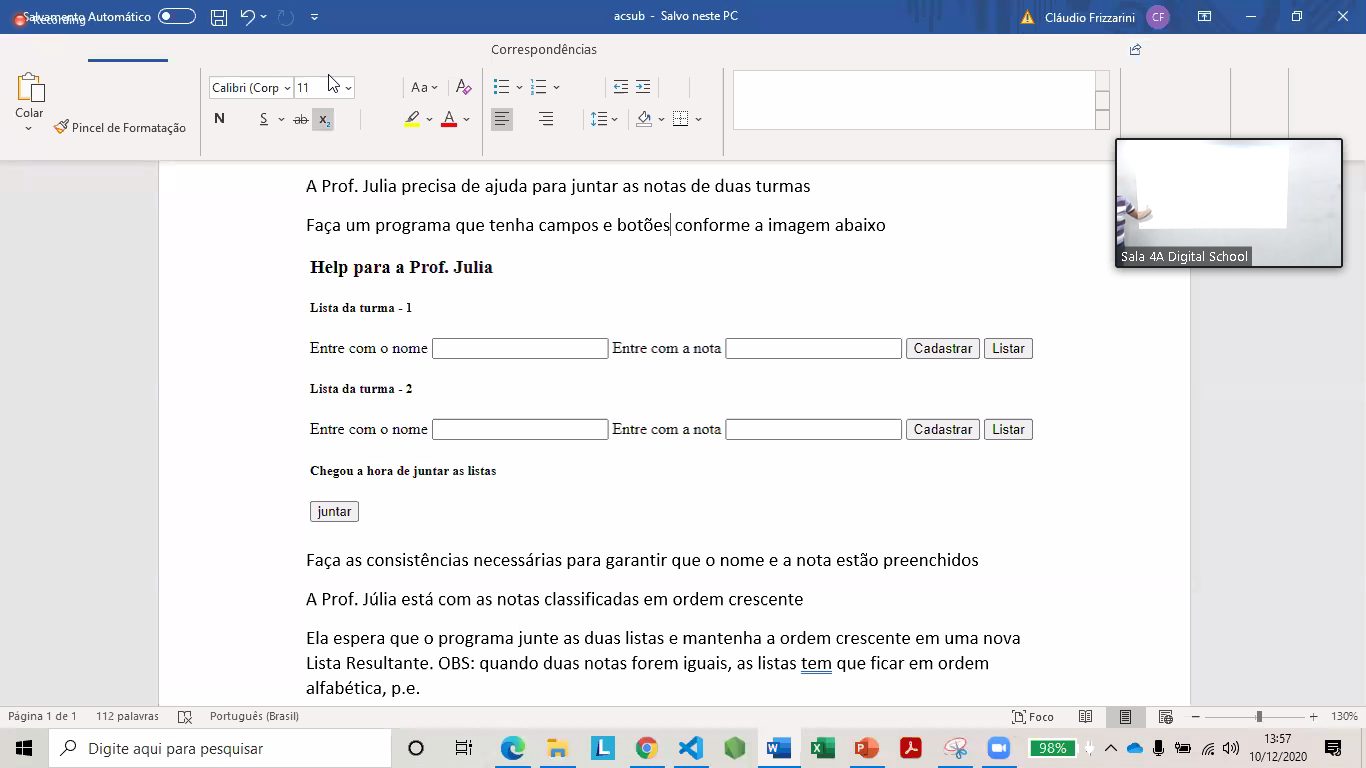 Salvamento Automático
Recording
acsub - Salvo neste PC
Cláudio Frizzarini
CF
Correspondências
Colar
Pincel de Formatação
Calibri (Corp
11
Aa
N
S
ab
x2
A
A Prof. Julia precisa de ajuda para juntar as notas de duas turmas
Faça um programa que tenha campos e botões conforme a imagem abaixo
Help para a Prof. Julia
Lista da turma - 1
Entre com o nome Entre com a nota Cadastrar Listar
Lista da turma - 2
Entre com o nome Entre com a nota Cadastrar Listar
Chegou a hora de juntar as listas
juntar
Faça as consistências necessárias para garantir que o nome e a nota estão preenchidos
A Prof. Júlia está com as notas classificadas em ordem crescente
Ela espera que o programa junte as duas listas e mantenha a ordem crescente em uma nova
Lista Resultante. OBS: quando duas notas forem iguais, as listas tem que ficar em ordem
alfabética, p.e.
Sala 4A Digital School
Página 1 de 1 112 palavras Português (Brasil) Foco 130%
Digite aqui para pesquisar
98%
13:57
10/12/2020